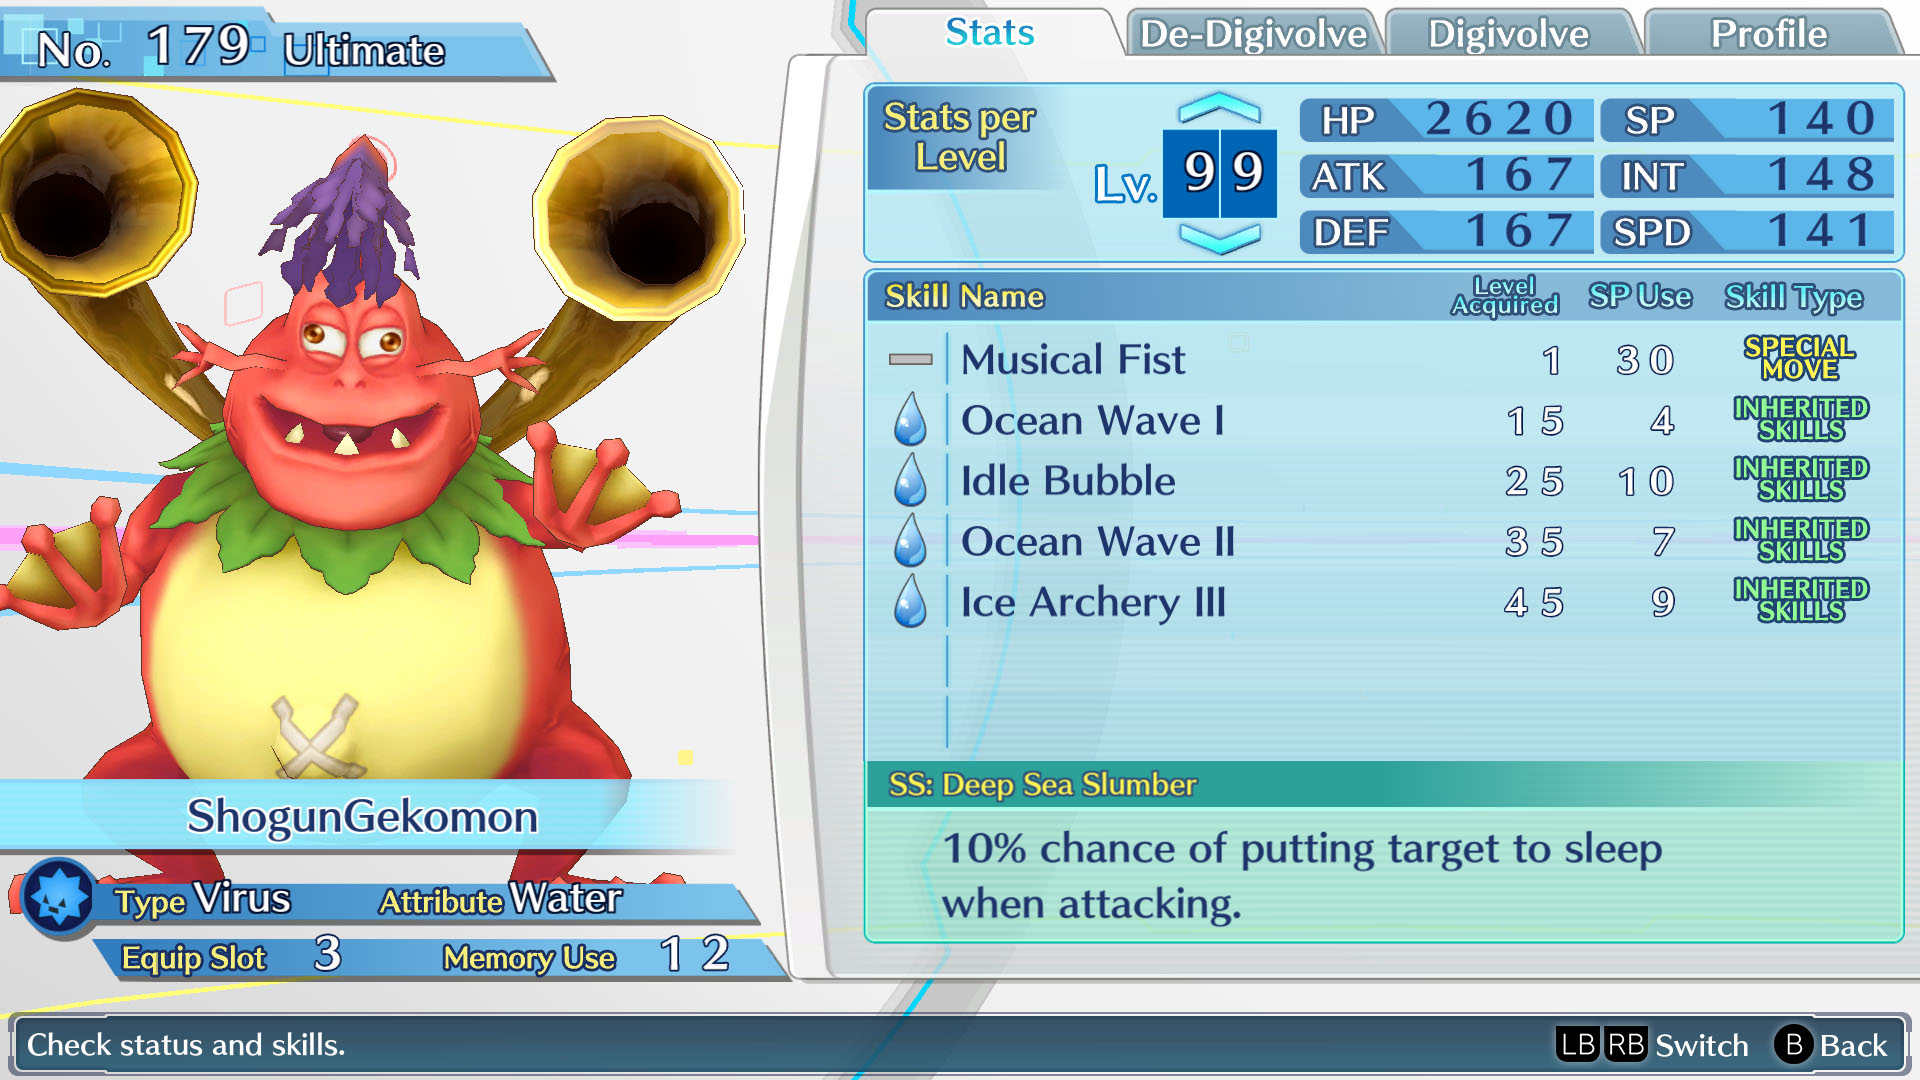 No. 179 Ultimate
Stats De-Digivolve Digivolve Profile
Stats per
Level
Lv. 99
HP 2620 SP 140
ATK 167 INT 148
DEF 167 SPD 141
Skill Name Level Acquired SP Use Skill Type
Musical Fist 1 30 SPECIAL MOVE
Ocean Wave I 15 4 INHERITED SKILLS
Idle Bubble 25 10 INHERITED SKILLS
Ocean Wave II 35 7 INHERITED SKILLS
Ice Archery III 45 9 INHERITED SKILLS
SS: Deep Sea Slumber
10% chance of putting target to sleep
when attacking.
ShogunGekomon
Type Virus Attribute Water
Equip Slot 3 Memory Use 12
Check status and skills.
LB RB Switch B Back